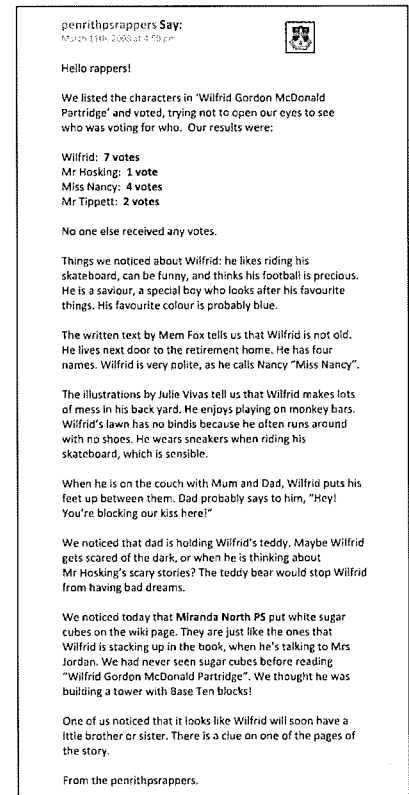 penrithpsrappers Say:
March 19th, 2008 at 4:59 pm
Hello rappers!
We listed the characters in 'Wilfrid Gordon McDonald
Partridge' and voted, trying not to open our eyes to see
who was voting for who. Our results were:
Wilfrid: 7 votes
Mr Hosking: 1 vote
Miss Nancy: 4 votes
Mr Tippett: 2 votes
No one else received any votes.
Things we noticed about Wilfrid: he likes riding his
skateboard, can be funny, and thinks his football is precious.
He is a saviour, a special boy who looks after his favourite
things. His favourite colour is probably blue.
The written text by Mem Fox tells us that Wilfrid is not old.
He lives next door to the retirement home. He has four
names. Wilfrid is very polite, as he calls Nancy "Miss Nancy".
The illustrations by Julie Vivas tell us that Wilfrid makes lots
of mess in his back yard. He enjoys playing on monkey bars.
Wilfrid's lawn has no bindis because he often runs around
with no shoes. He wears sneakers when riding his
skateboard, which is sensible.
When he is on the couch with Mum and Dad, Wilfrid puts his
feet up between them. Dad probably says to him, "Hey!
You're blocking our kiss here!"
We noticed that dad is holding Wilfrid's teddy. Maybe Wilfrid
gets scared of the dark, or when he is thinking about
Mr Hosking's scary stories? The teddy bear would stop Wilfrid
from having bad dreams.
We noticed today that Miranda North PS put white sugar
cubes on the wiki page. They are just like the ones that
Wilfrid is stacking up in the book, when he's talking to Mrs
Jordan. We had never seen sugar cubes before reading
"Wilfrid Gordon McDonald Partridge". We thought he was
building a tower with Base Ten blocks!
One of us noticed that it looks like Wilfrid will soon have a
little brother or sister. There is a clue on one of the pages of
the story.
From the penrithpsrappers.